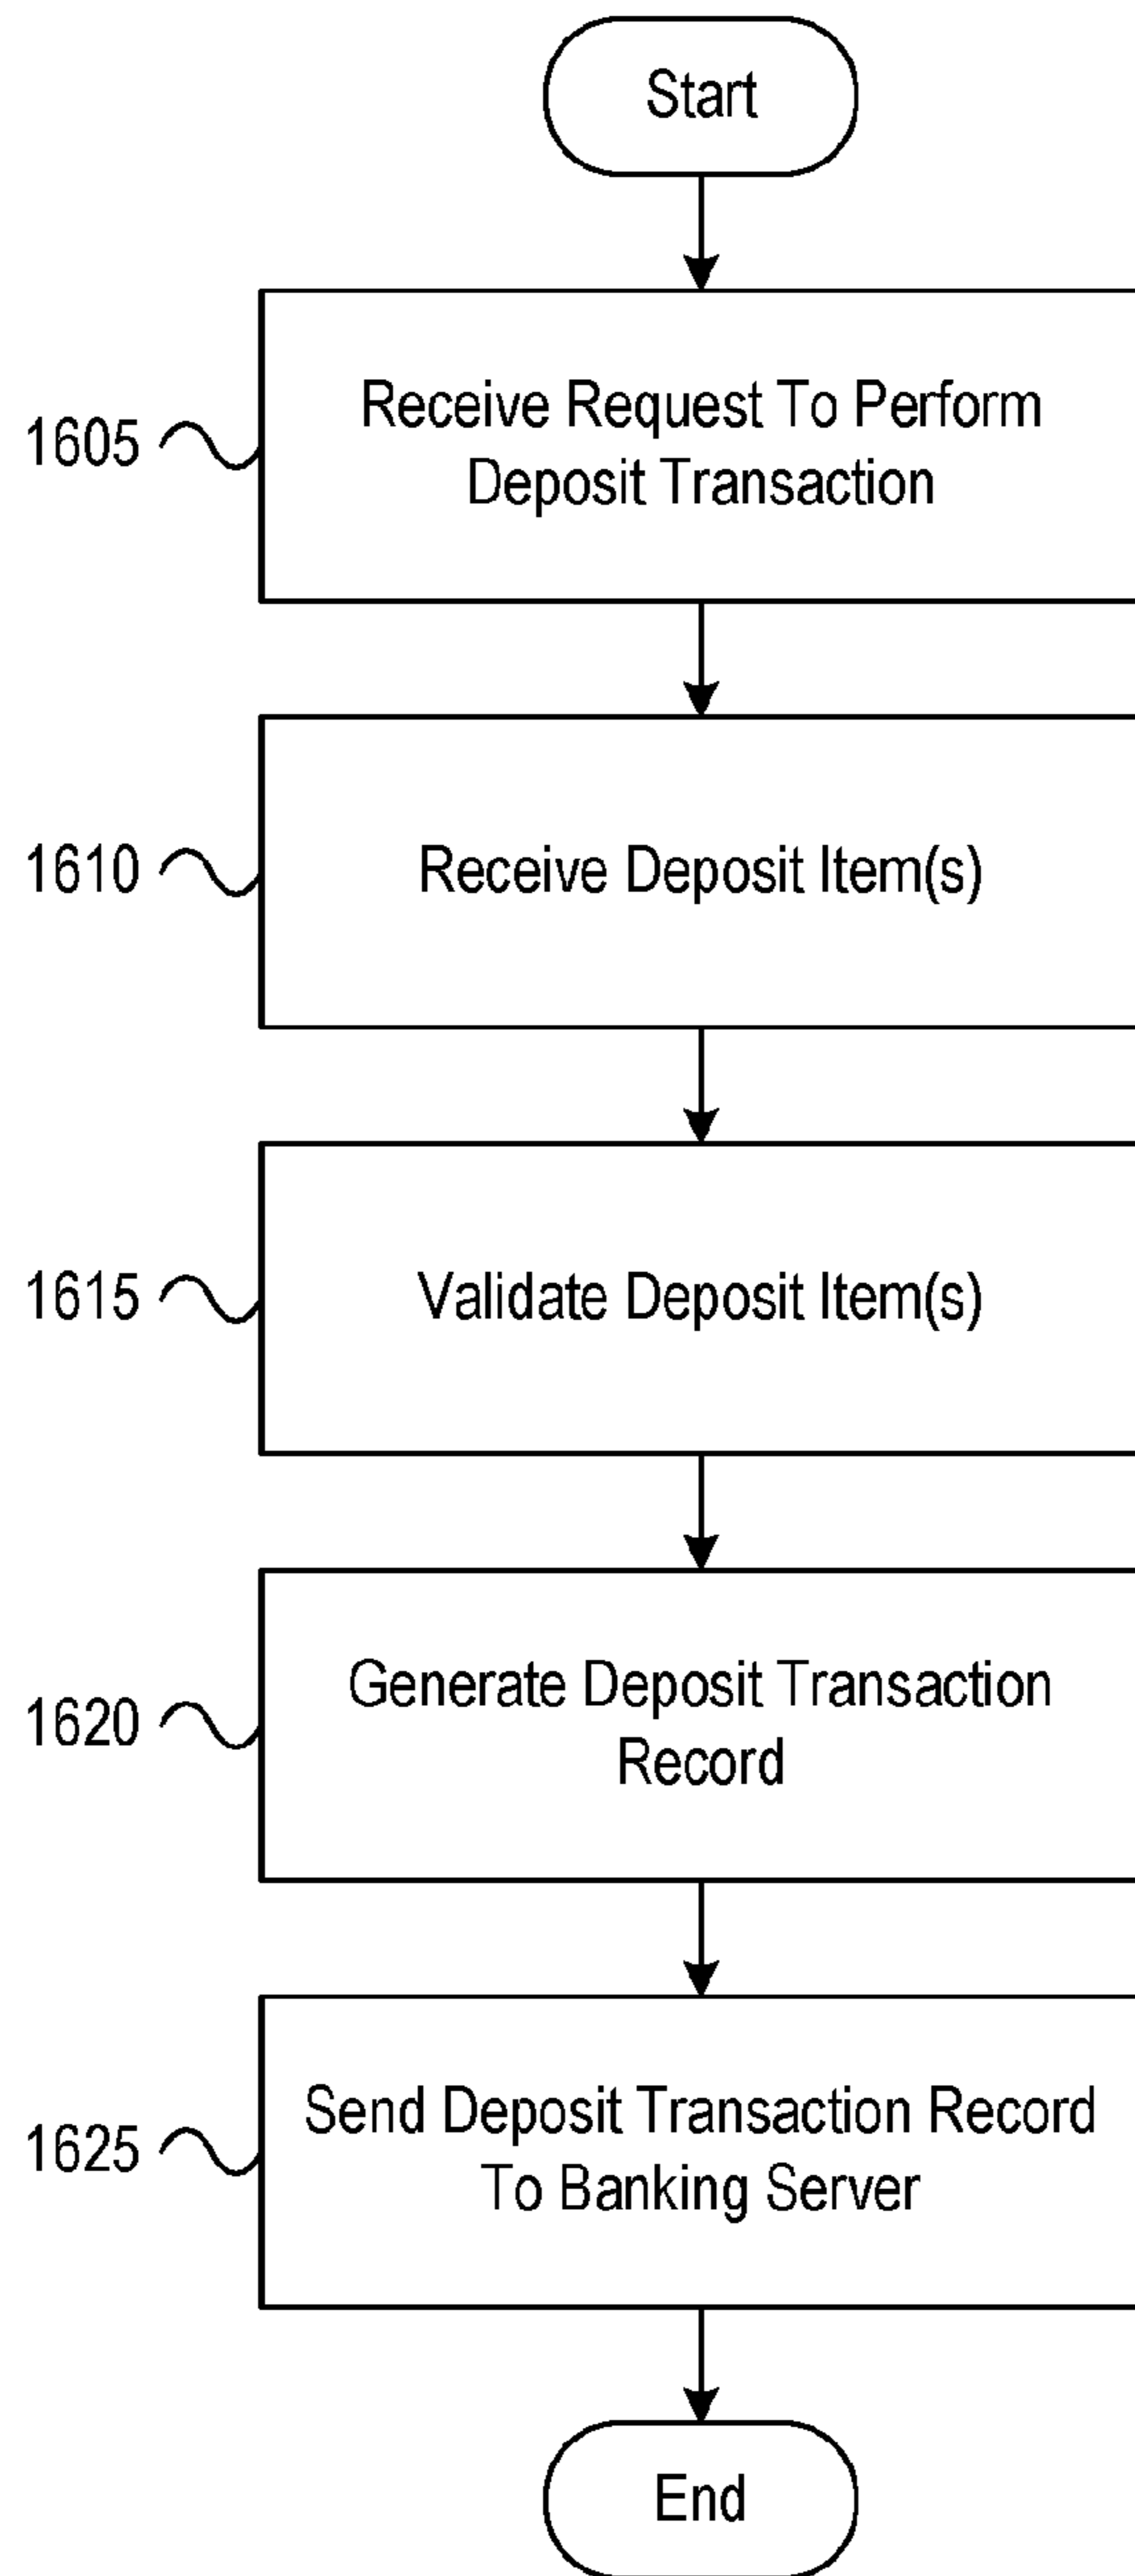 Start
1605
Receive Request To Perform
Deposit Transaction
1610
Receive Deposit Item(s)
1615
Validate Deposit Item(s)
1620
Generate Deposit Transaction
Record
1625
Send Deposit Transaction Record
To Banking Server
End